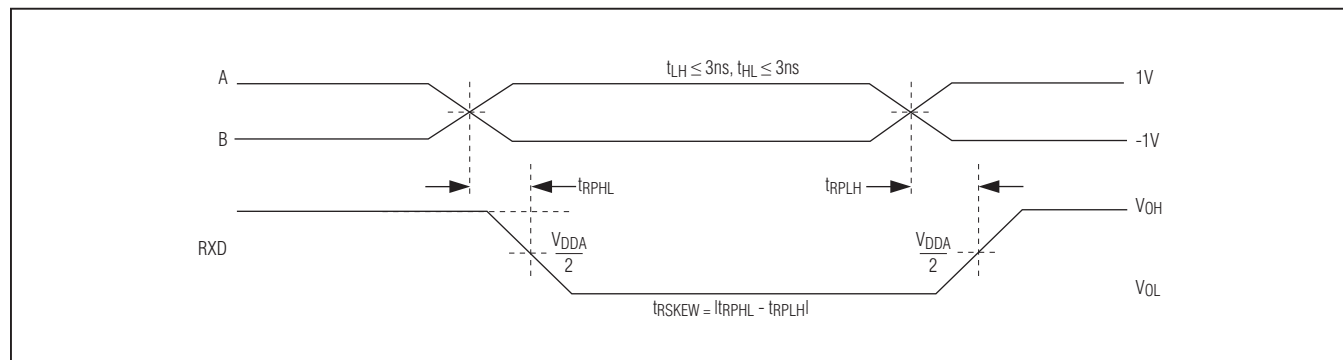 A
tLH ≤ 3ns, tHL ≤ 3ns
1V
B
-1V
tRPHL
tRPLH
RXD
VDDA
2
VDDA
2
VOH
VOL
tRSKEW = |tRPHL - tRPLH|